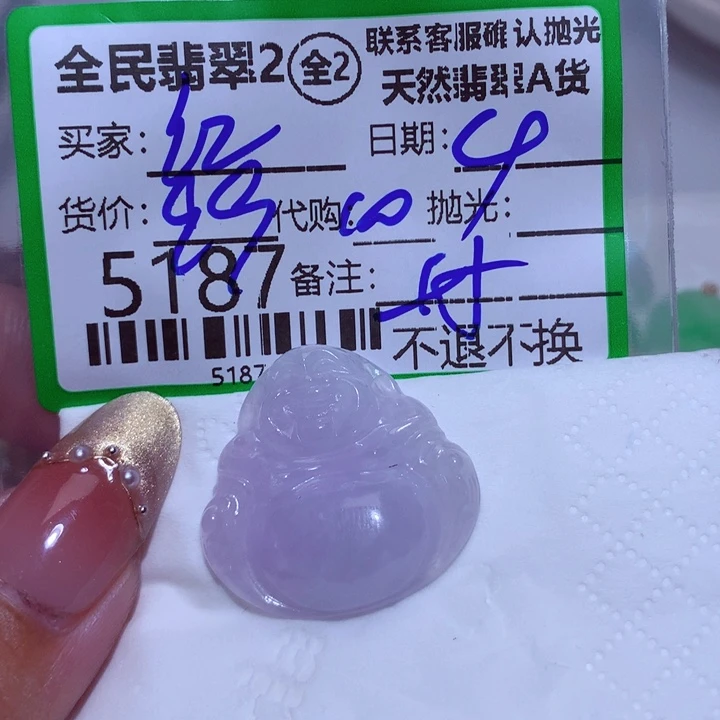 全民翡翠2 全2
联系客服确认抛光
天然翡翠A货
买家:
日期:
货价: 代购: 抛光:
5187 备注: 付
5187
不退不换